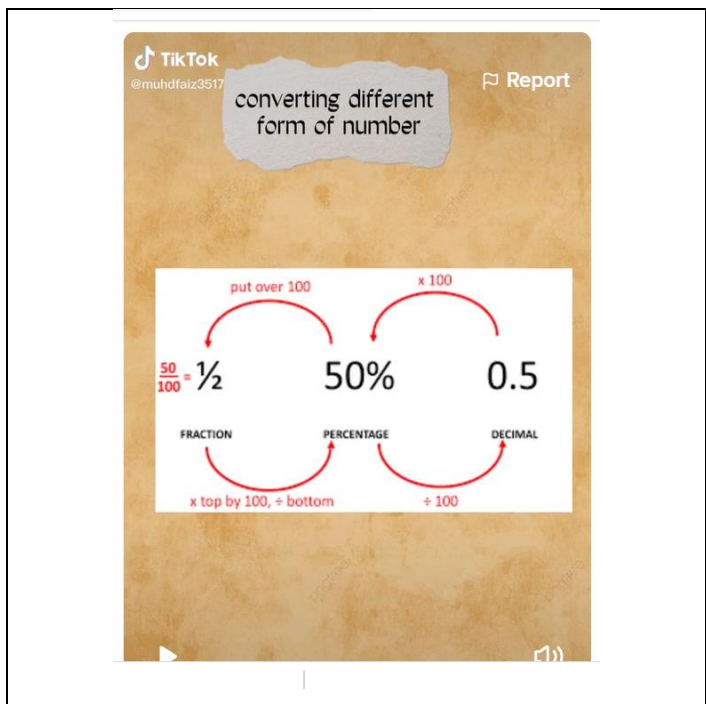 TikTok
@muhdfaiz3517
Report
converting different
form of number
put over 100
x 100
50
100
= ½
50%
0.5
FRACTION
PERCENTAGE
DECIMAL
x top by 100, ÷ bottom
÷ 100